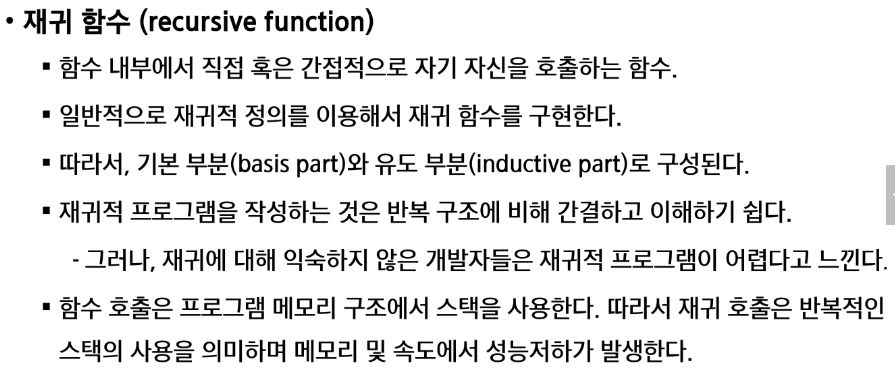 • 재귀 함수 (recursive function)
▪ 함수 내부에서 직접 혹은 간접적으로 자기 자신을 호출하는 함수.
▪ 일반적으로 재귀적 정의를 이용해서 재귀 함수를 구현한다.
▪ 따라서, 기본 부분(basis part)와 유도 부분(inductive part)로 구성된다.
▪ 재귀적 프로그램을 작성하는 것은 반복 구조에 비해 간결하고 이해하기 쉽다.
- 그러나, 재귀에 대해 익숙하지 않은 개발자들은 재귀적 프로그램이 어렵다고 느낀다.
▪ 함수 호출은 프로그램 메모리 구조에서 스택을 사용한다. 따라서 재귀 호출은 반복적인
스택의 사용을 의미하며 메모리 및 속도에서 성능저하가 발생한다.